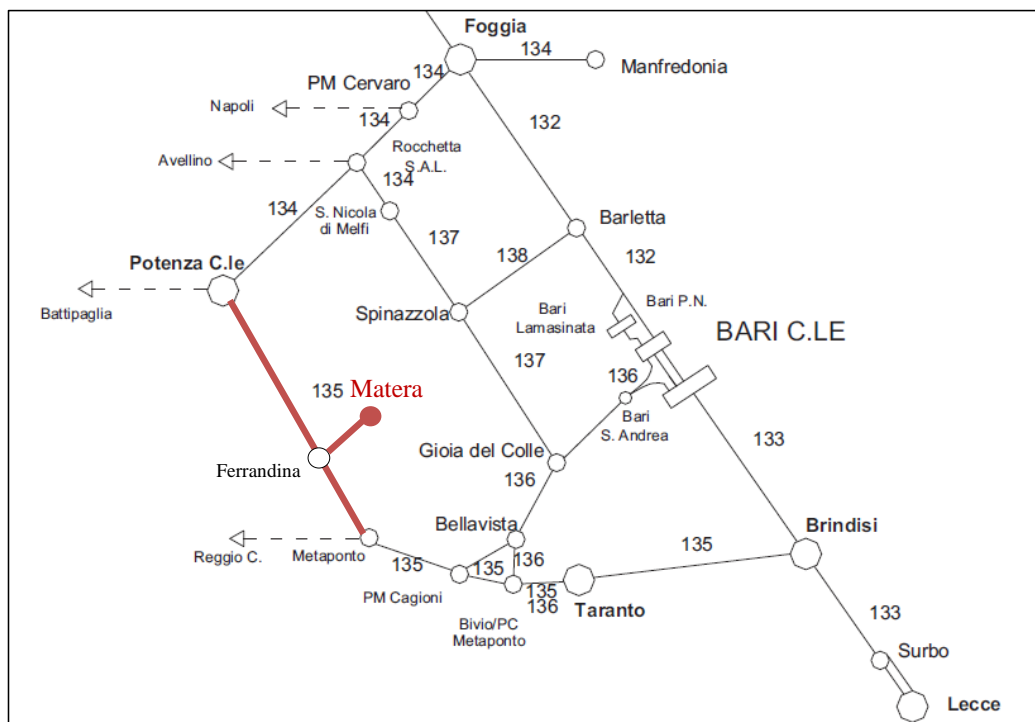 Foggia
134
Manfredonia
134
PM Cervaro
Napoli
134
132
Avellino
Rocchetta
S.A.L.
134
134
S. Nicola
di Melfi
Barletta
137
138
132
Potenza C.le
Battipaglia
Spinazzola
Bari
Lamasinata
Bari P.N.
BARI C.LE
137
136
135
Matera
Bari
S. Andrea
133
Gioia del Colle
Ferrandina
136
Bellavista
Brindisi
Reggio C.
Metaponto
135
135
136
135
PM Cagioni
135
136
Taranto
Bivio/PC
Metaponto
133
Surbo
Lecce